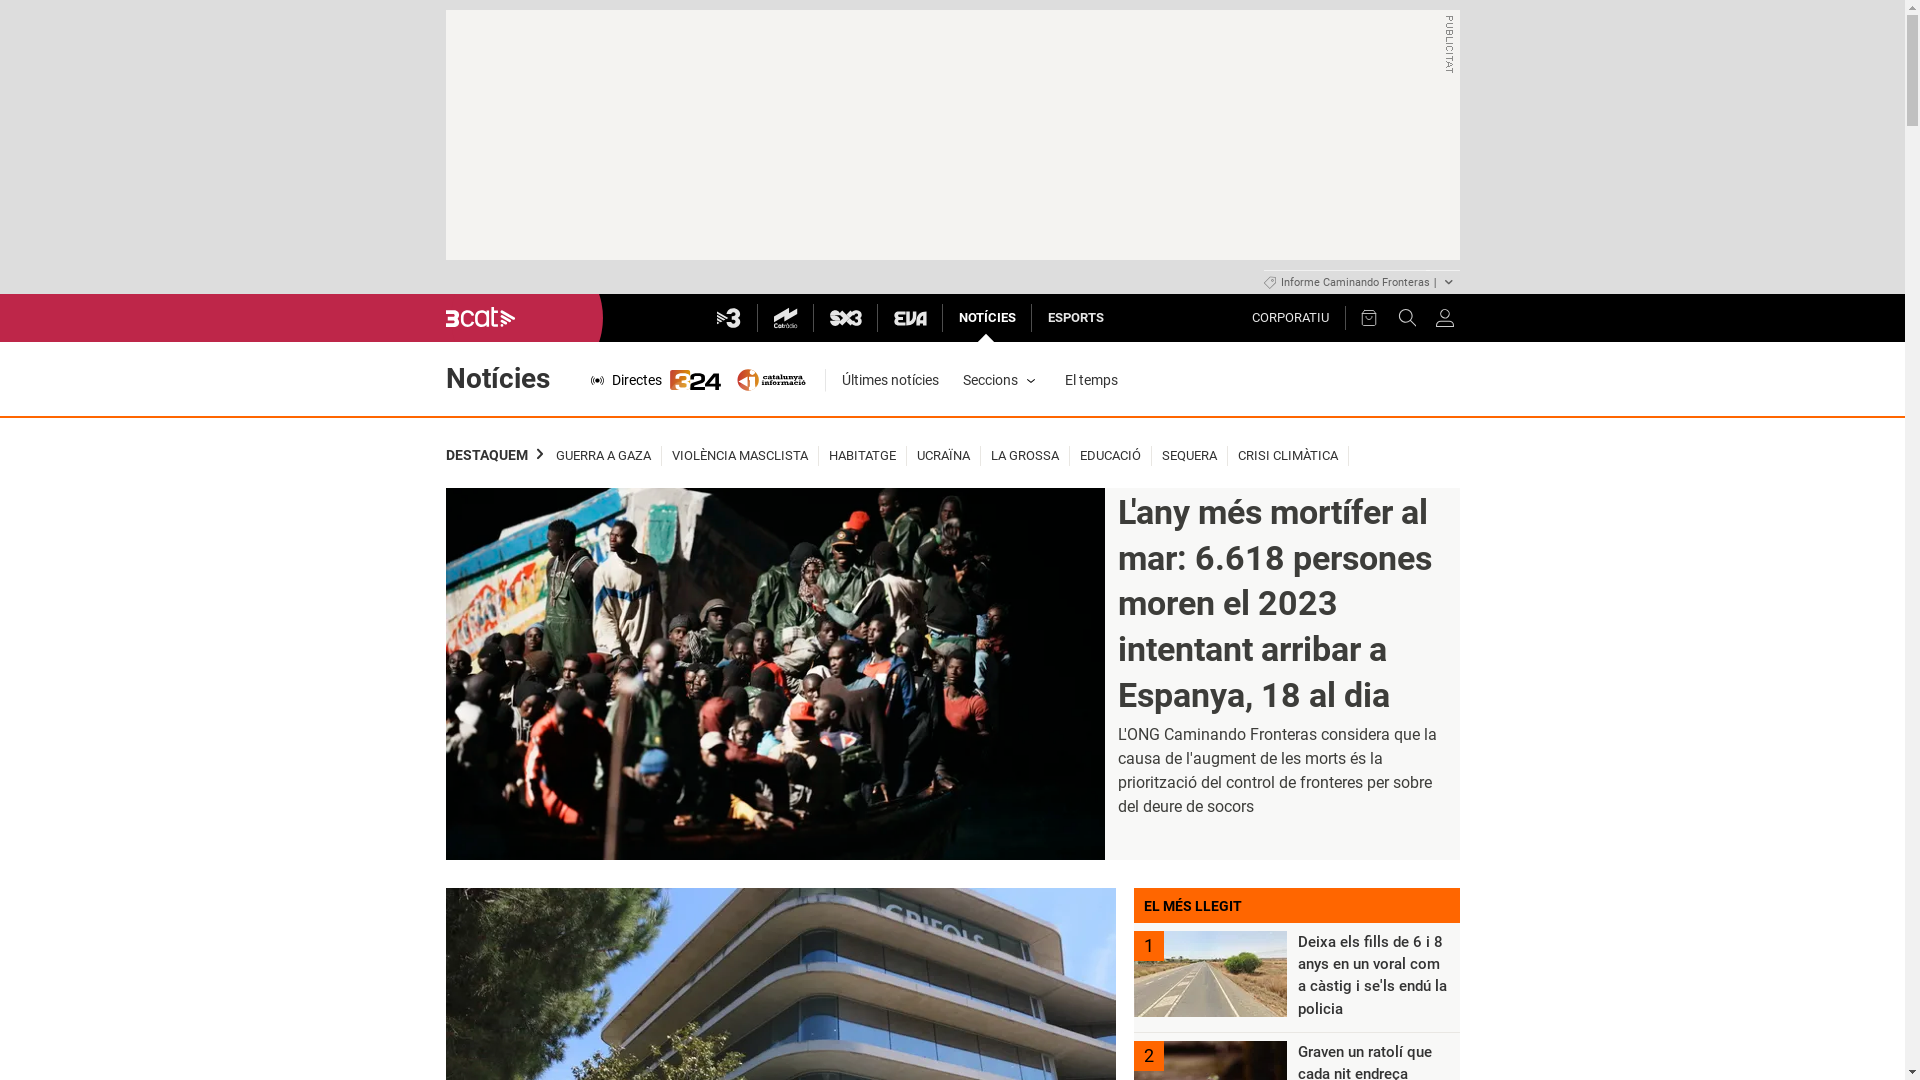 PUBLICITAT
Informe Caminando Fronteras |
3cat
3
Catràdio
SX3
EVA
NOTÍCIES
ESPORTS
CORPORATIU
Notícies
Directes
324
catalunya
informació
Últimes notícies
Seccions
El temps
DESTAQUEM
GUERRA A GAZA
VIOLÈNCIA MASCLISTA
HABITATGE
UCRAÏNA
LA GROSSA
EDUCACIÓ
SEQUERA
CRISI CLIMÀTICA
L'any més mortífer al
mar: 6.618 persones
moren el 2023
intentant arribar a
Espanya, 18 al dia
L'ONG Caminando Fronteras considera que la
causa de l'augment de les morts és la
priorització del control de fronteres per sobre
del deure de socors
GRIFOLS
EL MÉS LLEGIT
1
Deixa els fills de 6 i 8
anys en un voral com
a càstig i se'ls endú la
policia
2
Graven un ratolí que
cada nit endreça